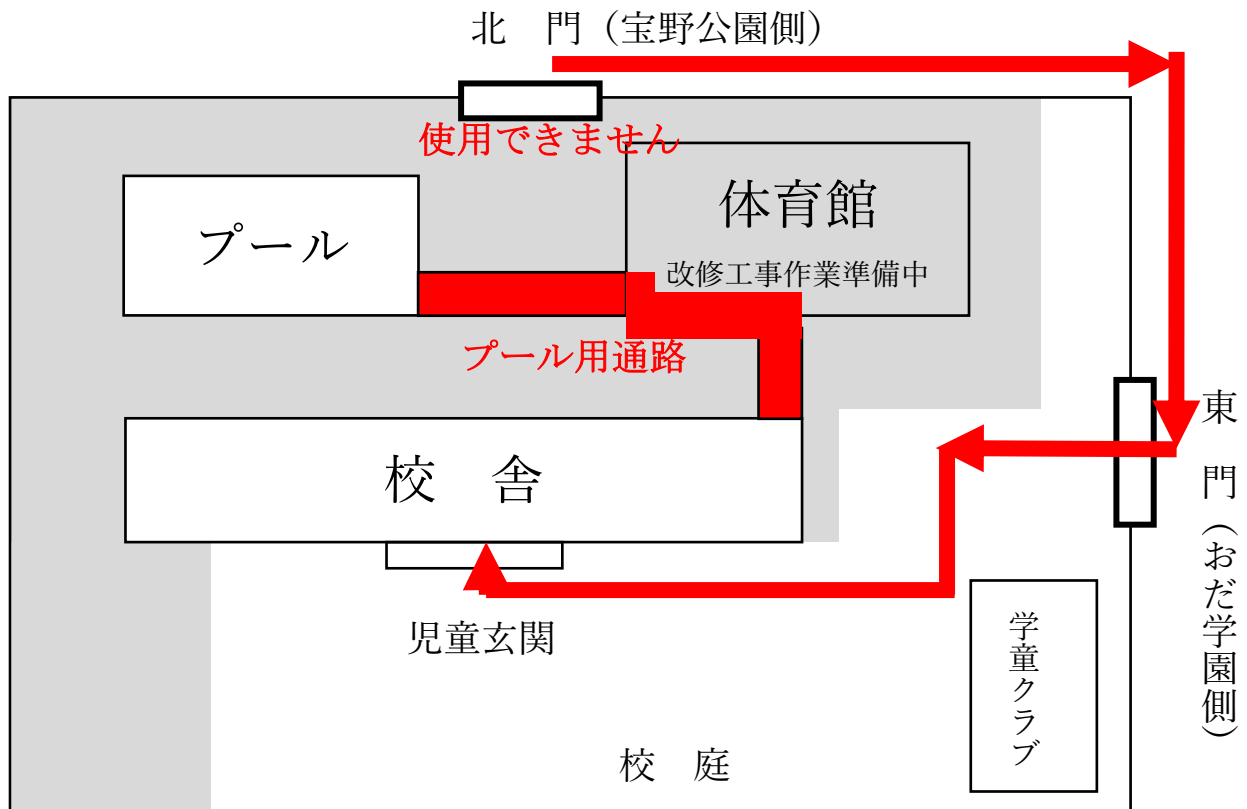 北　門（宝野公園側）
使用できません
体育館
プール
改修工事作業準備中
プール用通路
東　門（おだ学園側）
校　舎
児童玄関
学童クラブ
校　庭